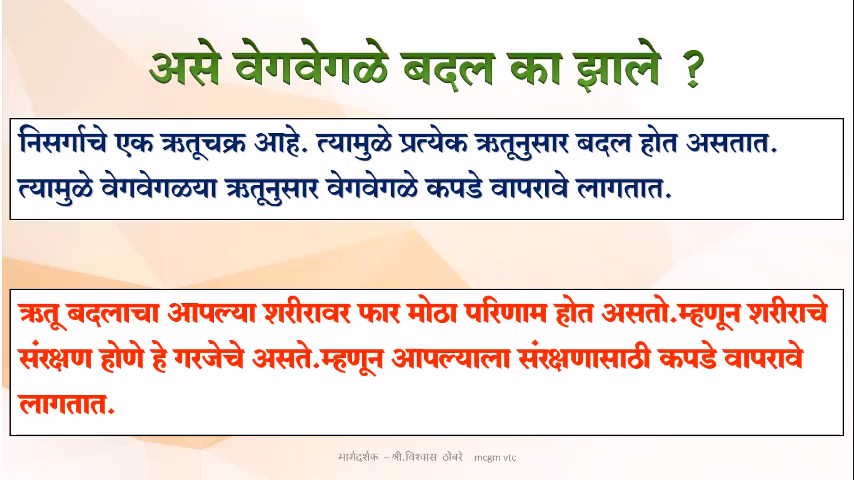 असे वेगवेगळे बदल का झाले ?
निसर्गाचे एक ऋतूचक्र आहे. त्यामुळे प्रत्येक ऋतूनुसार बदल होत असतात.
त्यामुळे वेगवेगळया ऋतूनुसार वेगवेगळे कपडे वापरावे लागतात.
ऋतू बदलाचा आपल्या शरीरावर फार मोठा परिणाम होत असतो.म्हणून शरीराचे
संरक्षण होणे हे गरजेचे असते.म्हणून आपल्याला संरक्षणासाठी कपडे वापरावे
लागतात.
मार्गदर्शक – श्री.विश्वास ठोंबरे mcgm vtc